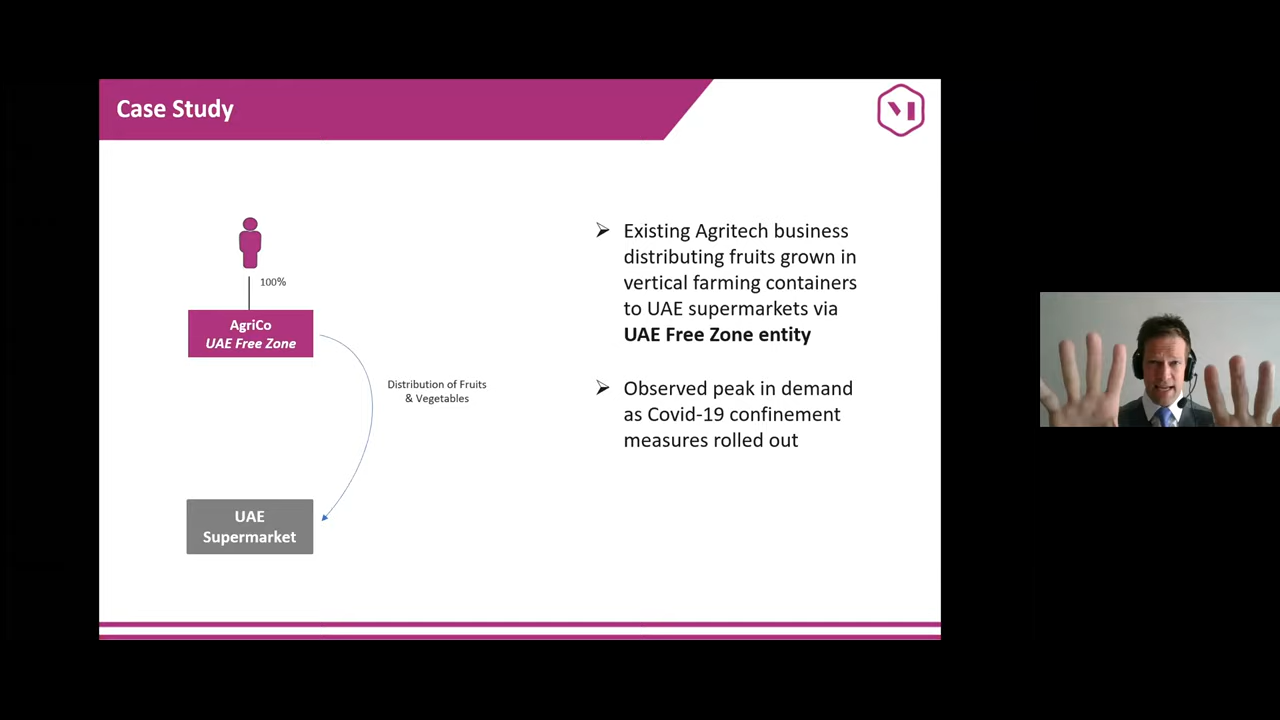 Case Study
100%
AgriCo
UAE Free Zone
Distribution of Fruits
& Vegetables
UAE
Supermarket
Existing Agritech business
distributing fruits grown in
vertical farming containers
to UAE supermarkets via
UAE Free Zone entity
Observed peak in demand
as Covid-19 confinement
measures rolled out